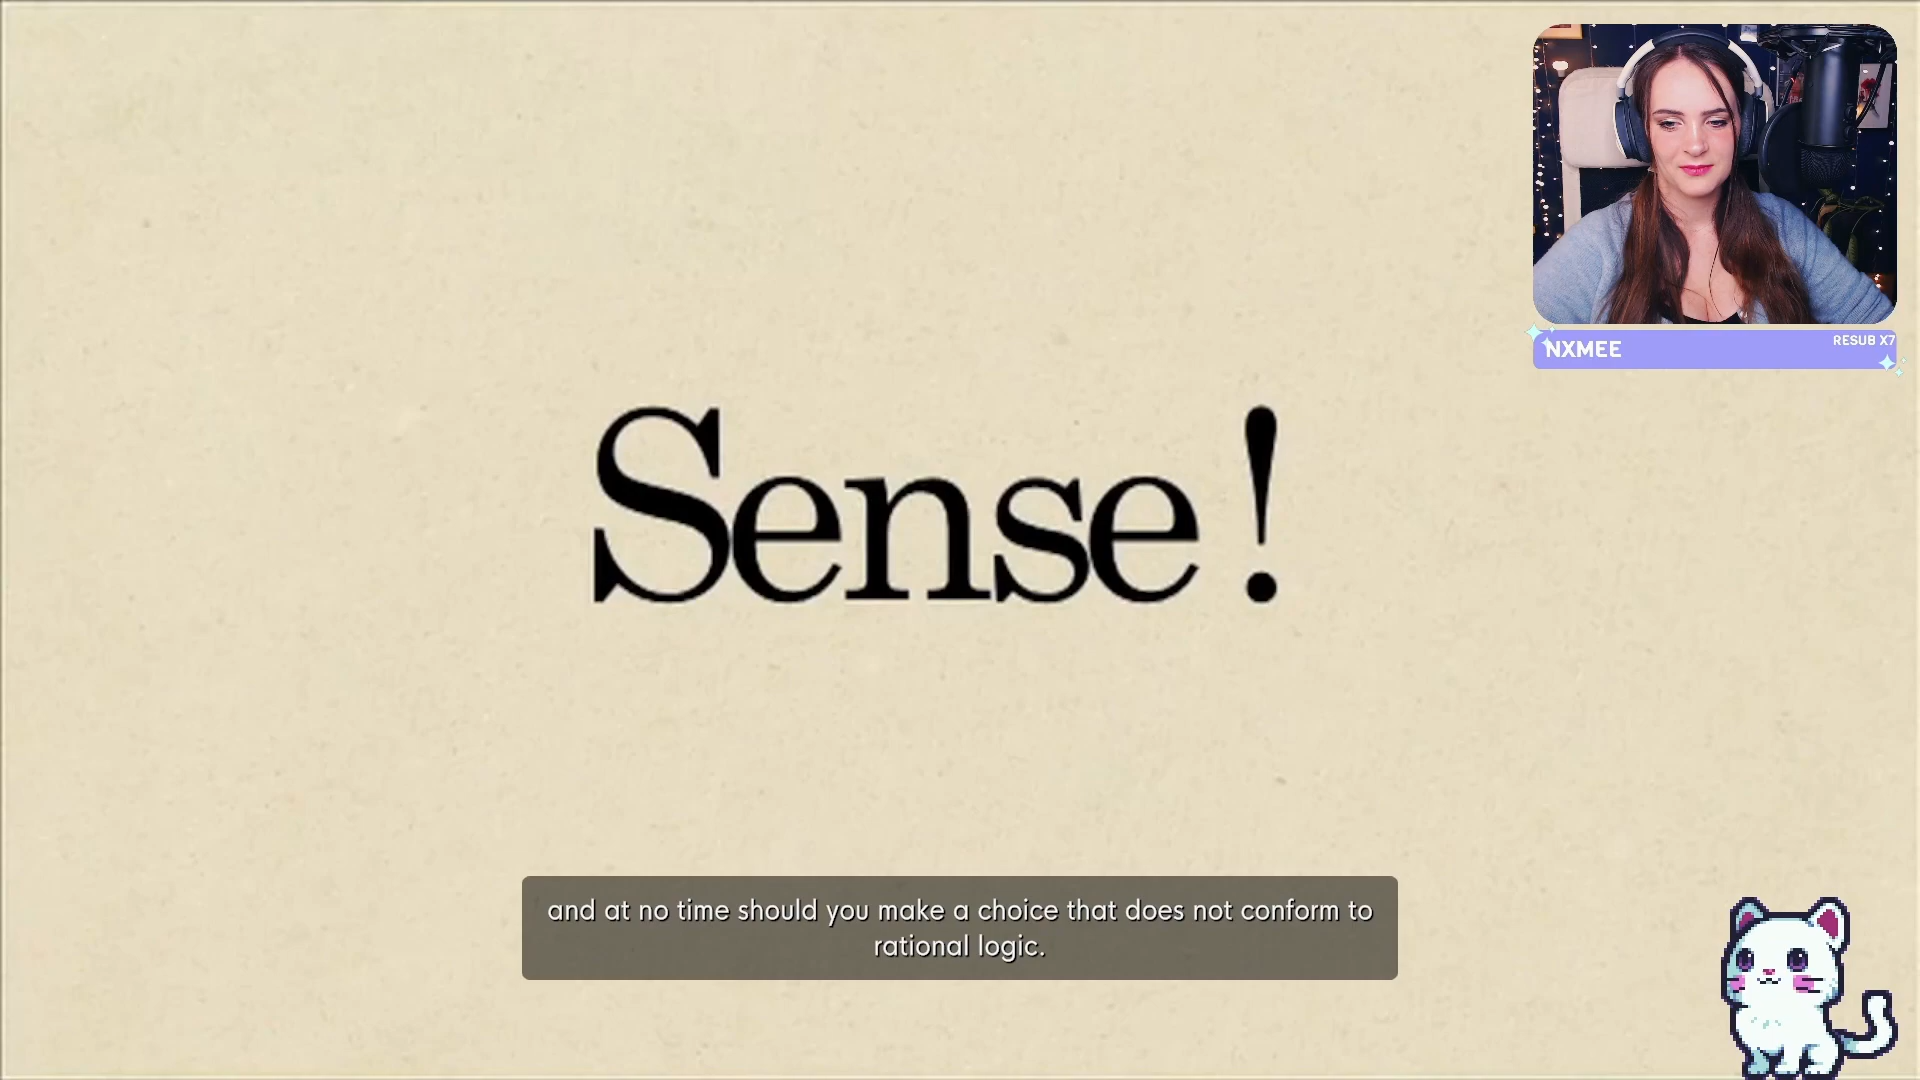 NXMEE
RESUB X7
Sense!
and at no time should you make a choice that does not conform to
rational logic.